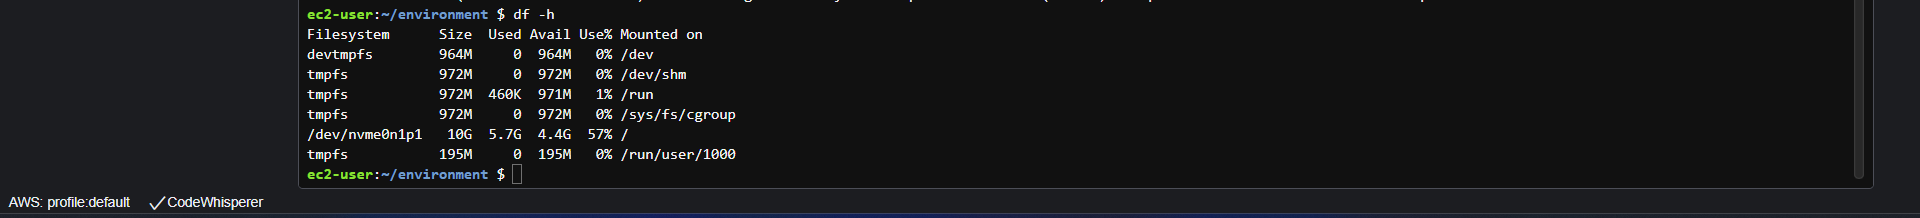 ec2-user:~/environment $ df -h
Filesystem      Size  Used Avail Use% Mounted on
devtmpfs        964M     0  964M   0% /dev
tmpfs           972M     0  972M   0% /dev/shm
tmpfs           972M  460K  971M   1% /run
tmpfs           972M     0  972M   0% /sys/fs/cgroup
/dev/nvme0n1p1   10G  5.7G  4.4G  57% /
tmpfs           195M     0  195M   0% /run/user/1000
ec2-user:~/environment $
AWS: profile:default ✓CodeWhisperer